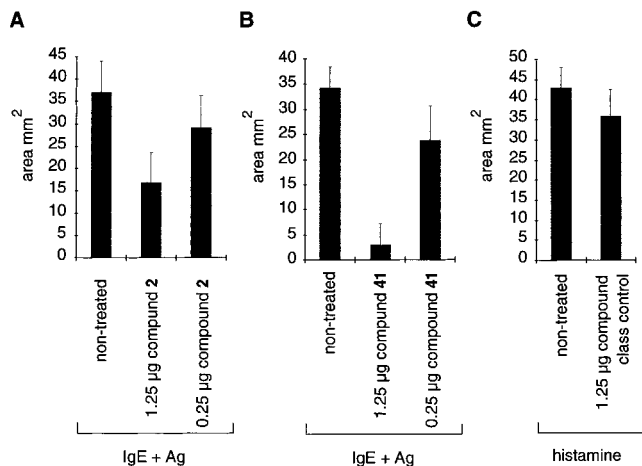 A
area mm2
45
40
35
30
25
20
15
10
5
0
non-treated
1.25 µg compund 2
0.25 µg compound 2
IgE + Ag
B
area mm2
40
35
30
25
20
15
10
5
0
non-treated
1.25 µg compound 41
0.25 µg compound 41
IgE + Ag
C
area mm2
50
45
40
35
30
25
20
15
10
5
0
non-treated
1.25 µg compound
class control
histamine